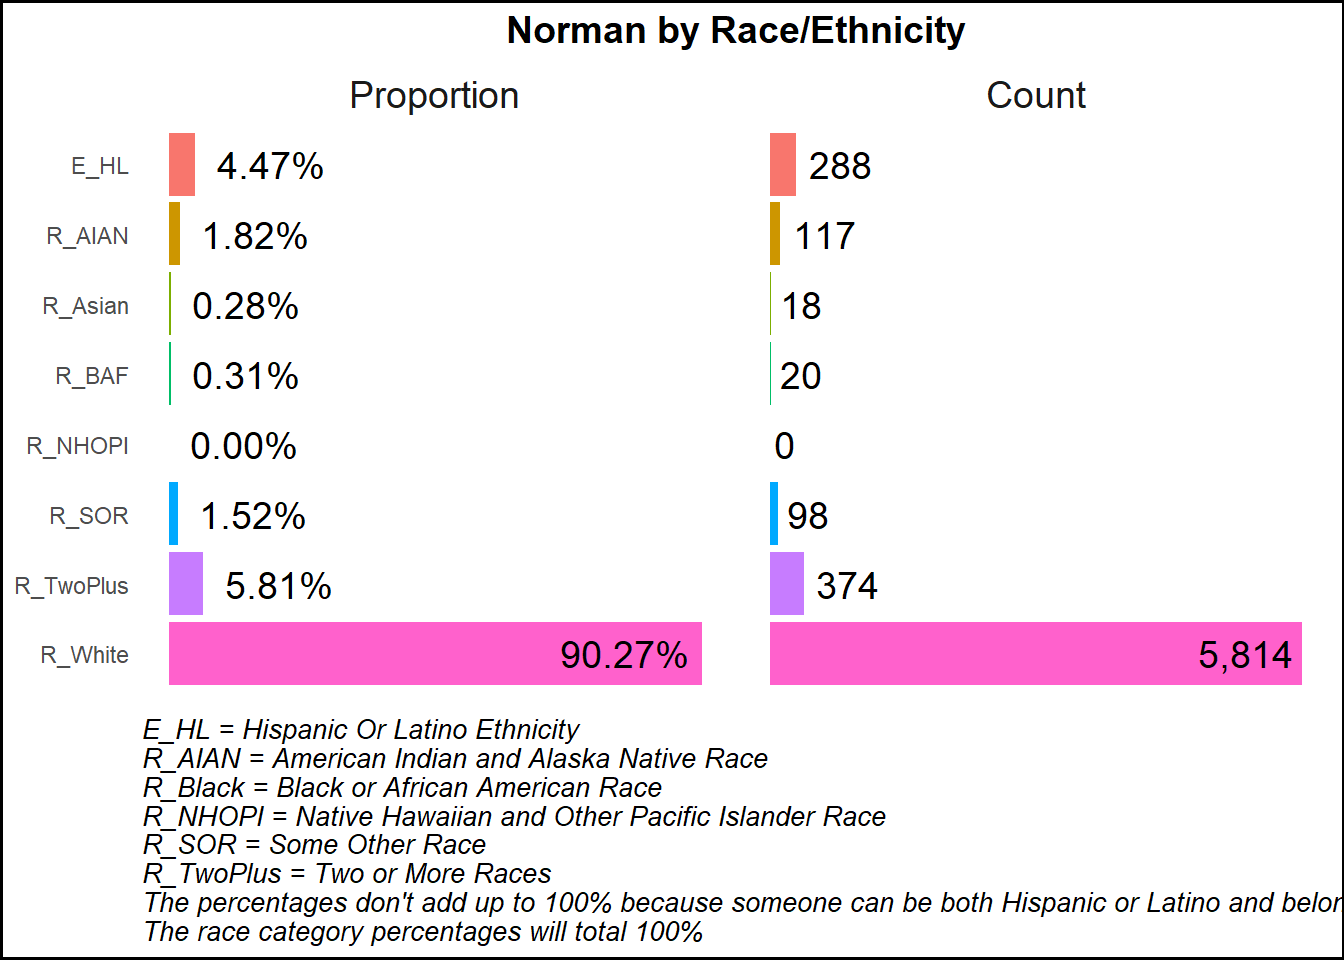 Norman by Race/Ethnicity
Proportion Count
E_HL 4.47% 288
R_AIAN 1.82% 117
R_Asian 0.28% 18
R_BAF 0.31% 20
R_NHOPI 0.00% 0
R_SOR 1.52% 98
R_TwoPlus 5.81% 374
R_White 90.27% 5,814
E_HL = Hispanic Or Latino Ethnicity
R_AIAN = American Indian and Alaska Native Race
R_Black = Black or African American Race
R_NHOPI = Native Hawaiian and Other Pacific Islander Race
R_SOR = Some Other Race
R_TwoPlus = Two or More Races
The percentages don't add up to 100% because someone can be both Hispanic or Latino and
The race category percentages will total 100%